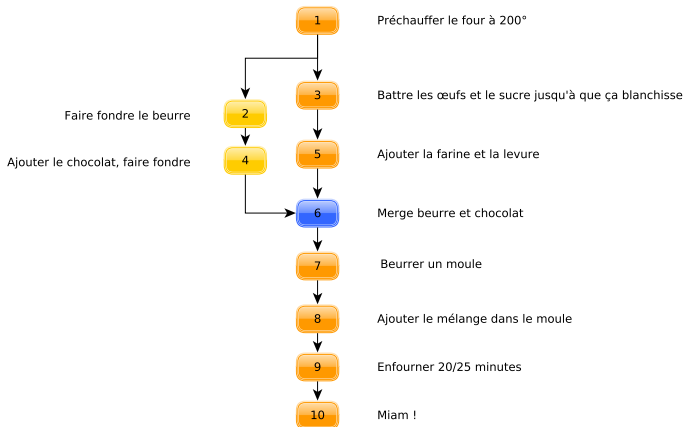 1 Préchauffer le four à 200°
3 Battre les œufs et le sucre jusqu'à que ça blanchisse
Faire fondre le beurre 2
5 Ajouter la farine et la levure
Ajouter le chocolat, faire fondre 4
6 Merge beurre et chocolat
7 Beurrer un moule
8 Ajouter le mélange dans le moule
9 Enfourner 20/25 minutes
10 Miam !